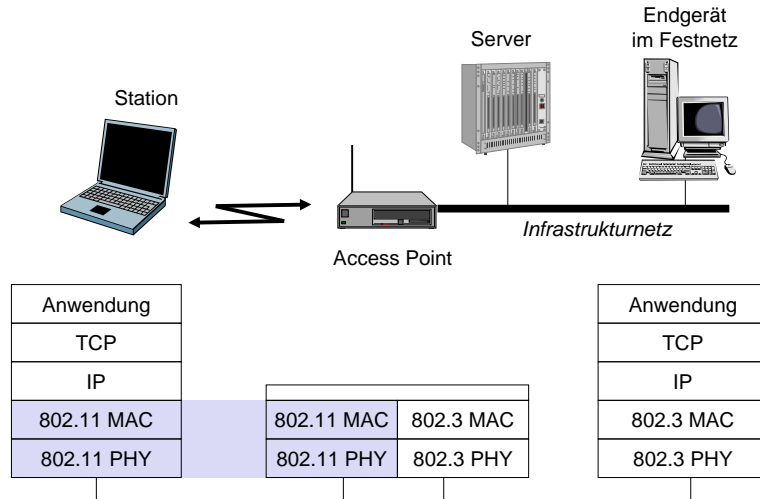 Endgerät
im Festnetz
Server
Station
Infrastrukturnetz
Access Point
Anwendung
TCP
IP
802.11 MAC
802.11 PHY
802.11 MAC
802.3 MAC
802.11 PHY
802.3 PHY
Anwendung
TCP
IP
802.3 MAC
802.3 PHY